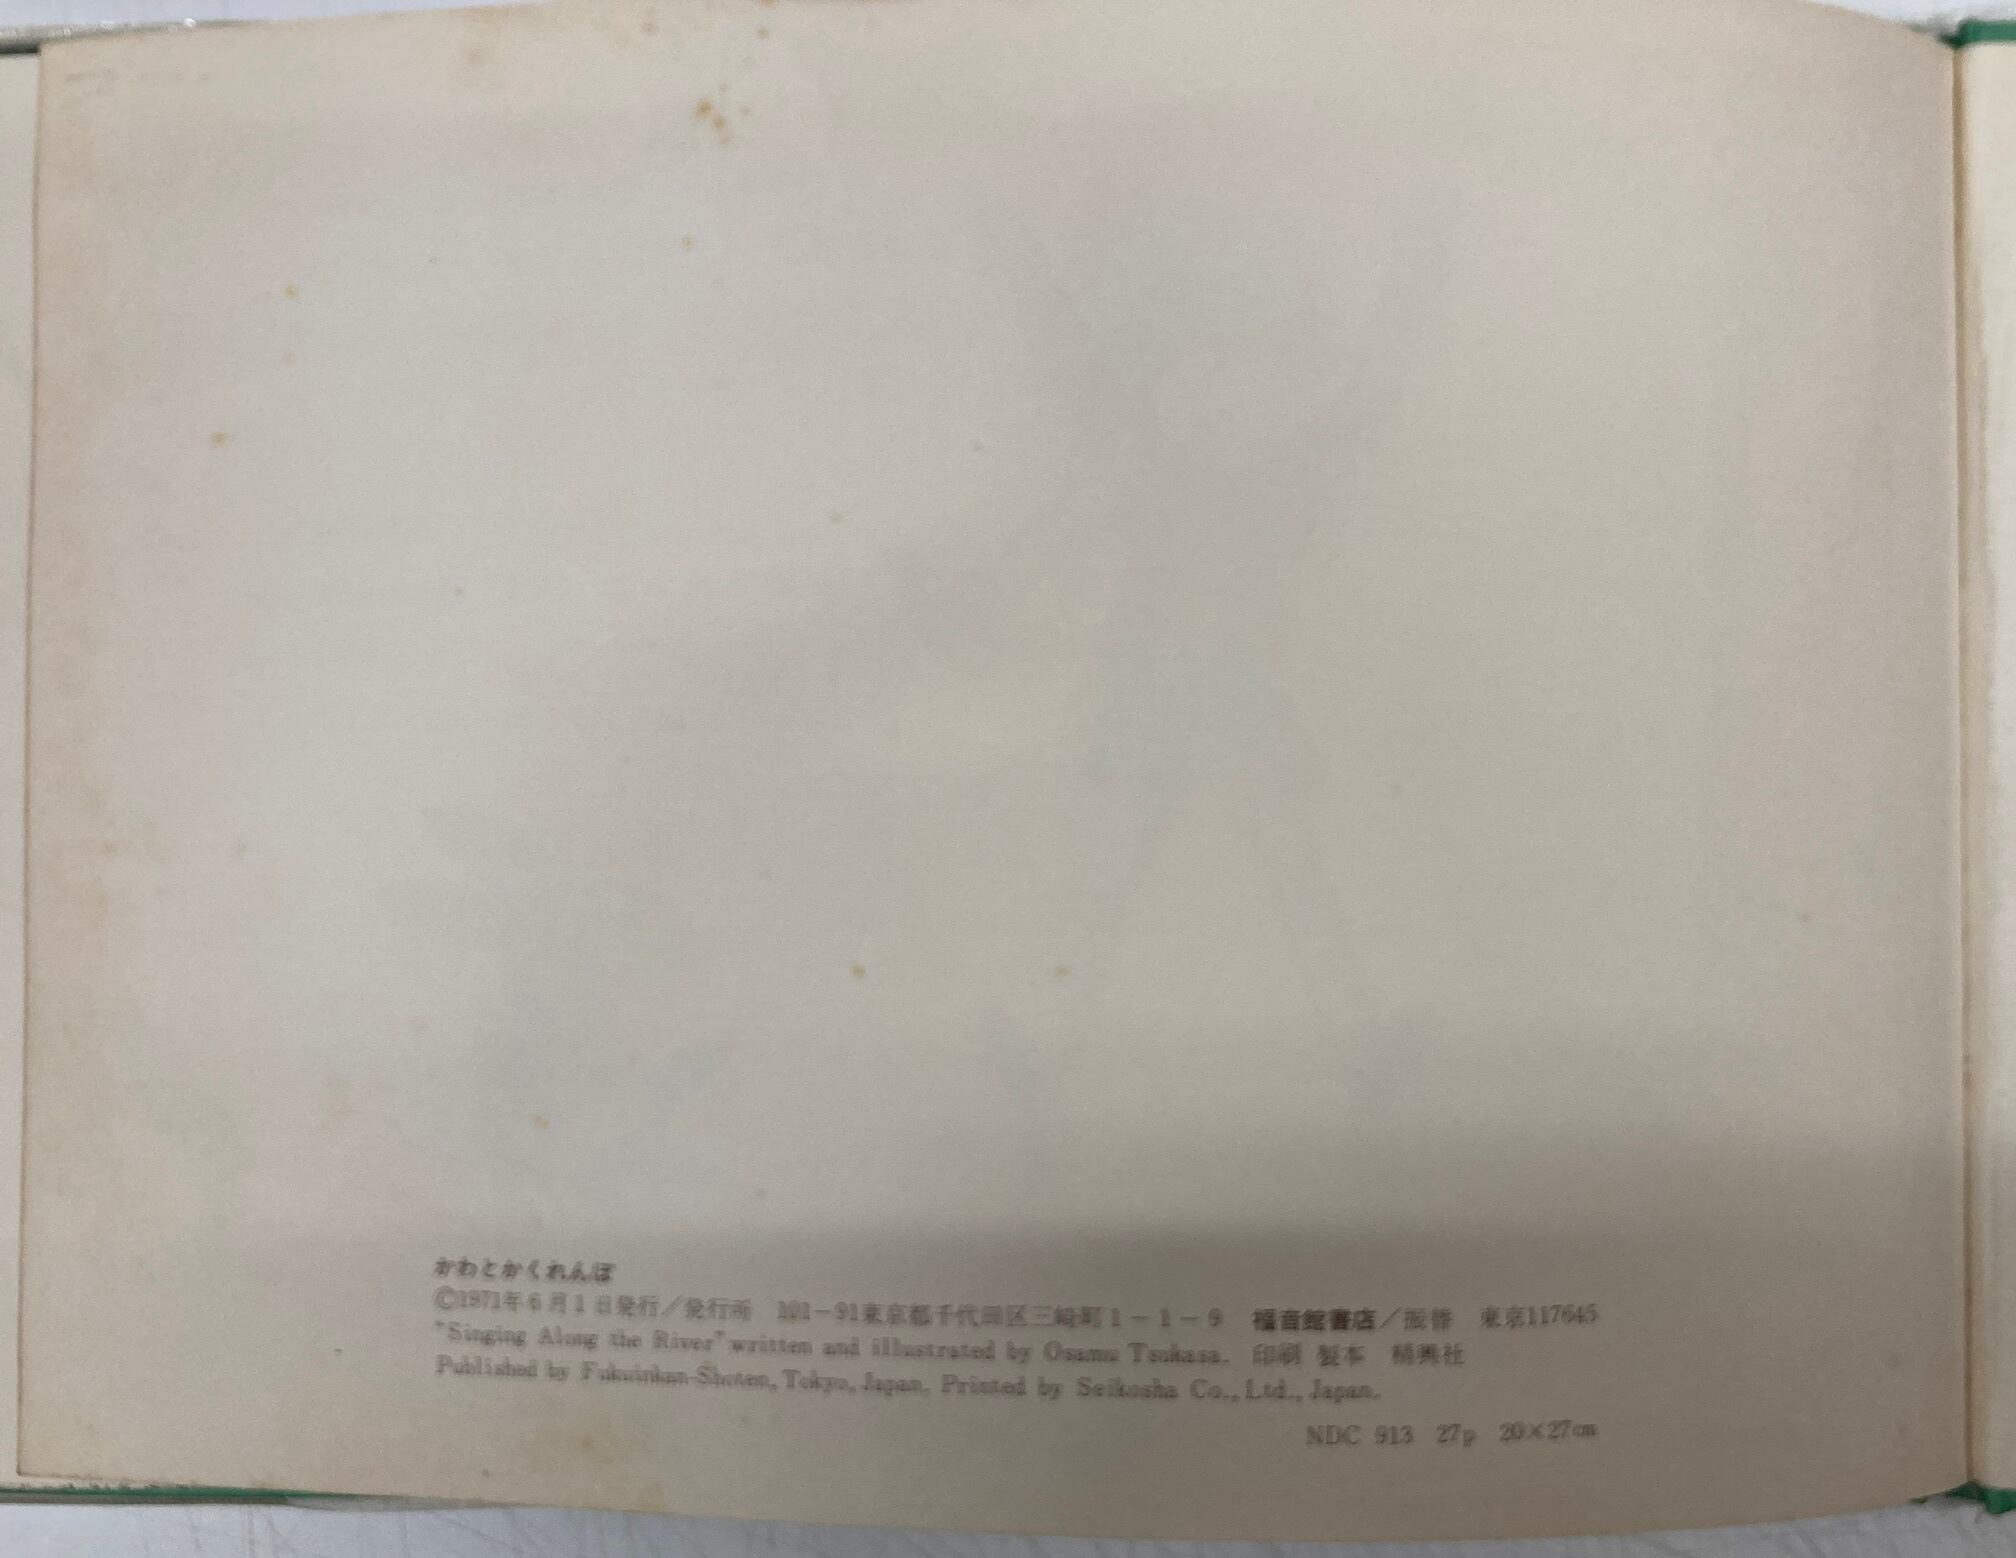 かわとかくれんぼ
©1971年6月1日発行/発行所 101-91東京都千代田区三崎町1-1-9 福音館書店/振替 東京117645
"Singing Along the River" written and illustrated by Osamu Tsukasa. 印刷 製本 精興社
Published by Fukuinkan-Shoten, Tokyo, Japan. Printed by Seikosha Co., Ltd., Japan.
NDC 913 27p 20×27cm